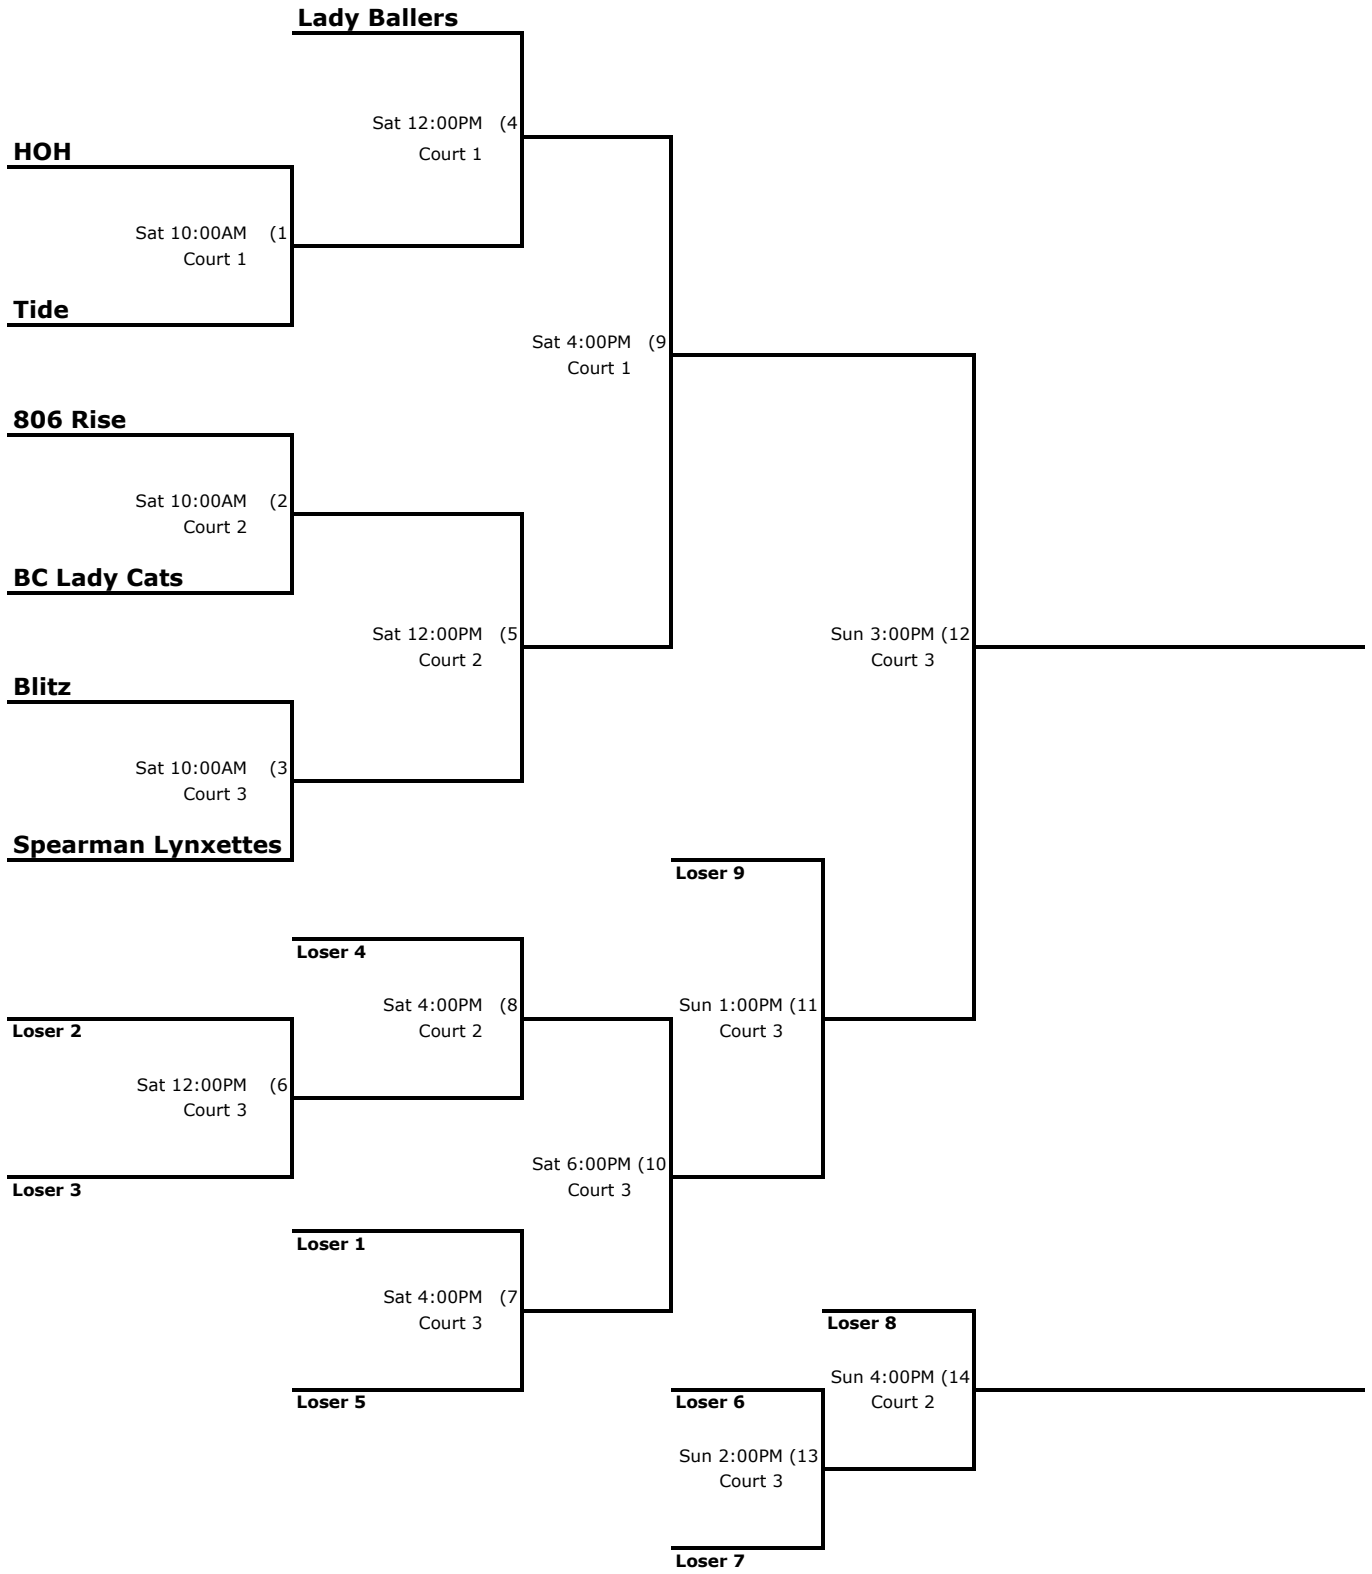 Lady Ballers
Sat 12:00PM (4
Court 1
HOH
Sat 10:00AM (1
Court 1
Tide
Sat 4:00PM (9
Court 1
806 Rise
Sat 10:00AM (2
Court 2
BC Lady Cats
Sat 12:00PM (5
Court 2
Sun 3:00PM (12
Court 3
Blitz
Sat 10:00AM (3
Court 3
Spearman Lynxettes
Loser 9
Loser 4
Sat 4:00PM (8
Court 2
Sun 1:00PM (11
Court 3
Loser 2
Sat 12:00PM (6
Court 3
Loser 3
Sat 6:00PM (10
Court 3
Loser 1
Sat 4:00PM (7
Court 3
Loser 5
Loser 8
Sun 4:00PM (14
Court 2
Loser 6
Sun 2:00PM (13
Court 3
Loser 7